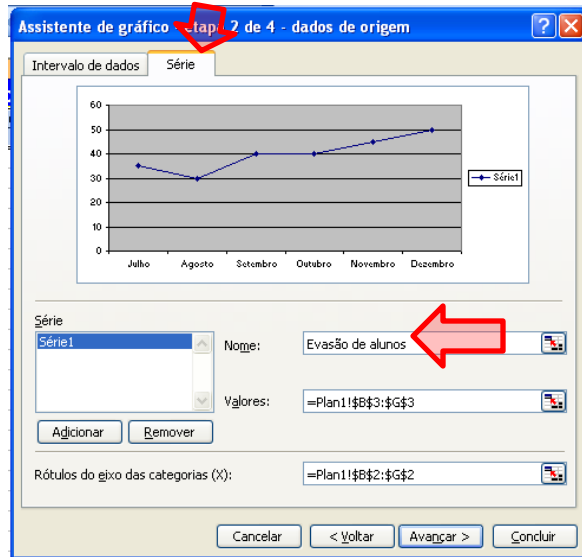 Assistente de gráfico - etapa 2 de 4 - dados de origem
Intervalo de dados
Série
60
50
40
30
20
10
0
Julho Agosto Setembro Outubro Novembro Dezembro
Série1
Série
Série1
Nome:
Evasão de alunos
Valores:
=Plan1!$B$3:$G$3
Adicionar
Remover
Rótulos do eixo das categorias (X):
=Plan1!$B$2:$G$2
Cancelar
< Voltar
Avançar >
Concluir